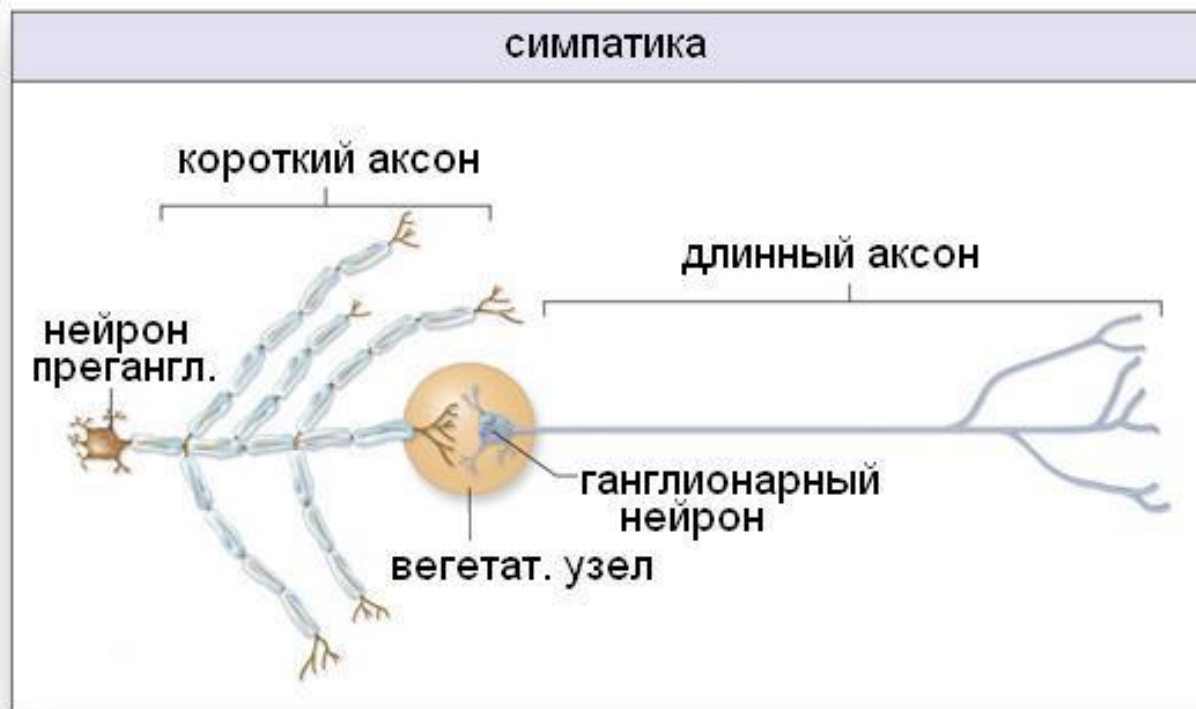 симпатика
короткий аксон
длинный аксон
нейрон
прегангл.
ганглионарный
нейрон
вегетат. узел